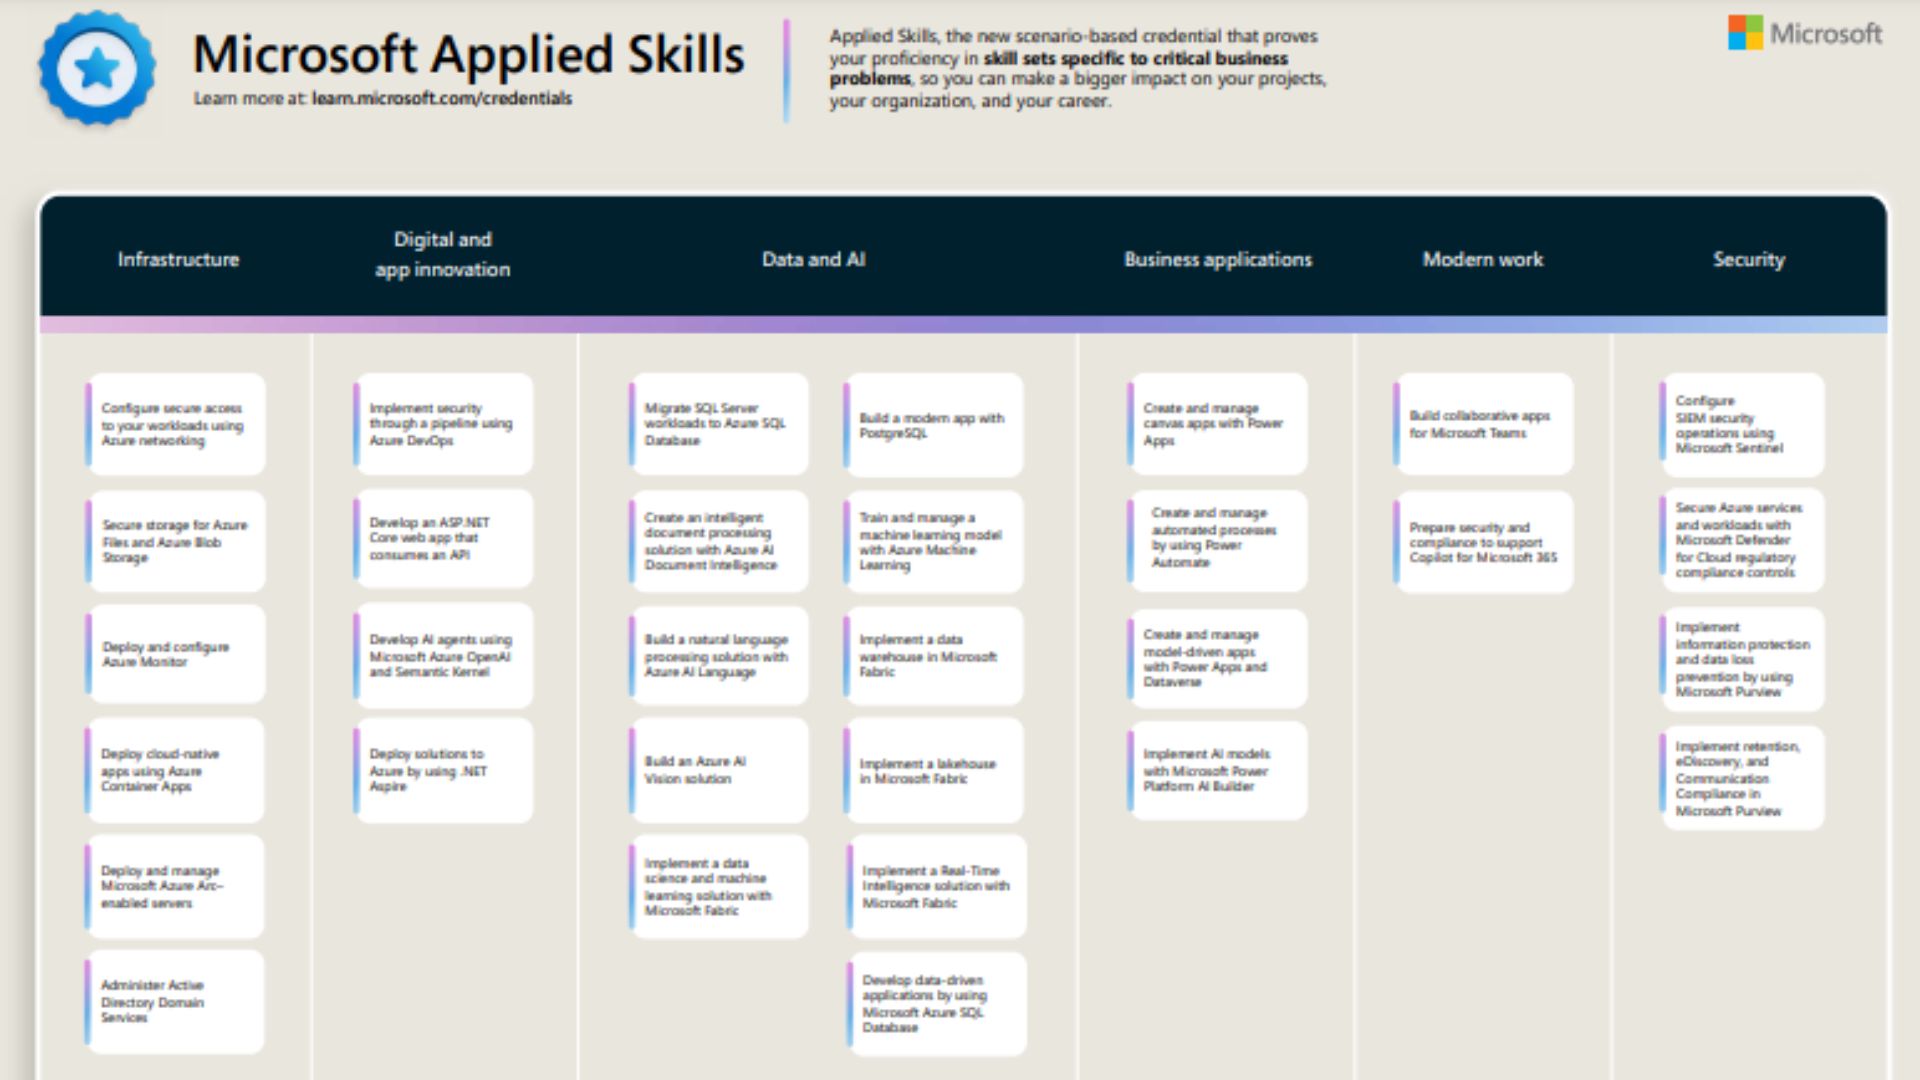 Microsoft Applied Skills
Learn more at: learn.microsoft.com/credentials
Applied Skills, the new scenario-based credential that proves
your proficiency in skill sets specific to critical business
problems, so you can make a bigger impact on your projects,
your organization, and your career.
Microsoft
Infrastructure
Digital and
app innovation
Data and AI
Business applications
Modern work
Security
Configure secure access
to your workloads using
Azure networking
Secure storage for Azure
Files and Azure Blob
Storage
Deploy and configure
Azure Monitor
Deploy cloud-native
apps using Azure
Container Apps
Deploy and manage
Microsoft Azure Arc–
enabled servers
Administer Active
Directory Domain
Services
Implement security
through a pipeline using
Azure DevOps
Develop an ASP.NET
Core web app that
consumes an API
Develop AI agents using
Microsoft Azure OpenAI
and Semantic Kernel
Deploy solutions to
Azure by using .NET
Aspire
Migrate SQL Server
workloads to Azure SQL
Database
Create an intelligent
document processing
solution with Azure AI
Document Intelligence
Build a natural language
processing solution with
Azure AI Language
Build an Azure AI
Vision solution
Implement a data
science and machine
learning solution with
Microsoft Fabric
Build a modern app with
PostgreSQL
Train and manage a
machine learning model
with Azure Machine
Learning
Implement a data
warehouse in Microsoft
Fabric
Implement a lakehouse
in Microsoft Fabric
Implement a Real-Time
Intelligence solution with
Microsoft Fabric
Develop data-driven
applications by using
Microsoft Azure SQL
Database
Create and manage
canvas apps with Power
Apps
Create and manage
automated processes
by using Power
Automate
Create and manage
model-driven apps
with Power Apps and
Dataverse
Implement AI models
with Microsoft Power
Platform AI Builder
Build collaborative apps
for Microsoft Teams
Prepare security and
compliance to support
Copilot for Microsoft 365
Configure
SIEM security
operations using
Microsoft Sentinel
Secure Azure services
and workloads with
Microsoft Defender
for Cloud regulatory
compliance controls
Implement
information protection
and data loss
prevention by using
Microsoft Purview
Implement retention,
eDiscovery, and
Communication
Compliance in
Microsoft Purview